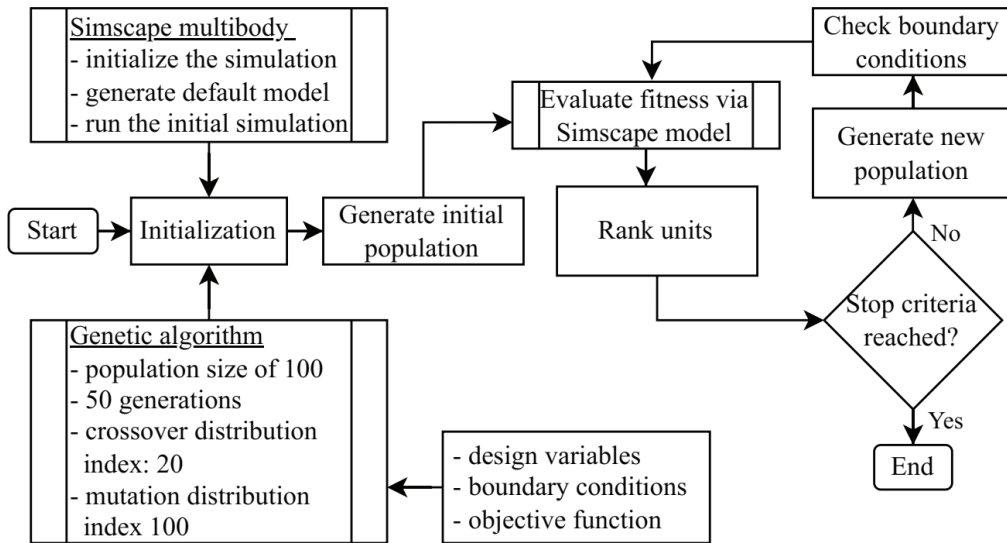 Simscape multibody
- initialize the simulation
- generate default model
- run the initial simulation
Start
Initialization
Generate initial
population
Evaluate fitness via
Simscape model
Rank units
Check boundary
conditions
Generate new
population
No
Stop criteria
reached?
Yes
End
Genetic algorithm
- population size of 100
- 50 generations
- crossover distribution
index: 20
- mutation distribution
index 100
- design variables
- boundary conditions
- objective function